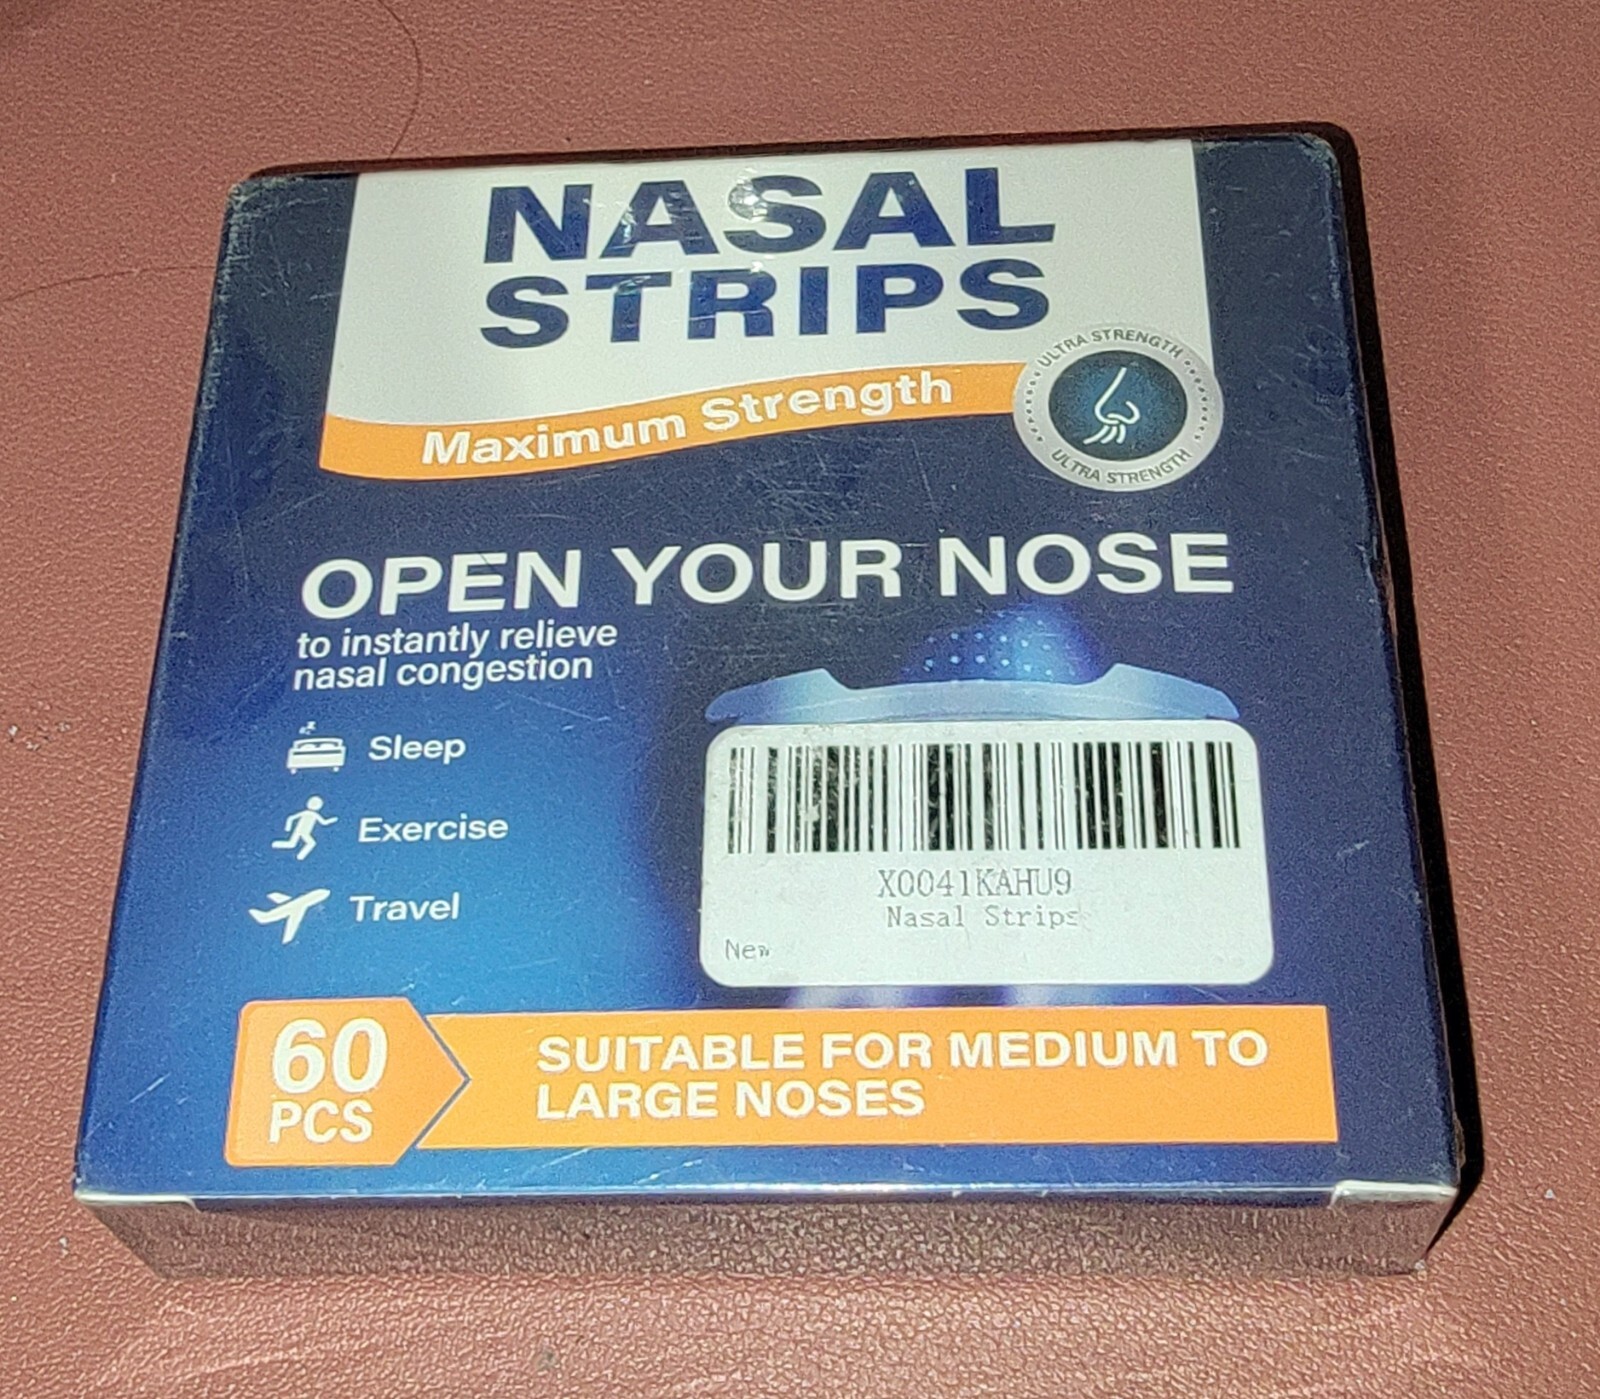 NASAL
STRIPS
Maximum Strength
ULTRA STRENGTH
ULTRA STRENGTH
OPEN YOUR NOSE
to instantly relieve
nasal congestion
Sleep
Exercise
Travel
X0041KAHU9
Nasal Strips
New
60
PCS
SUITABLE FOR MEDIUM TO
LARGE NOSES